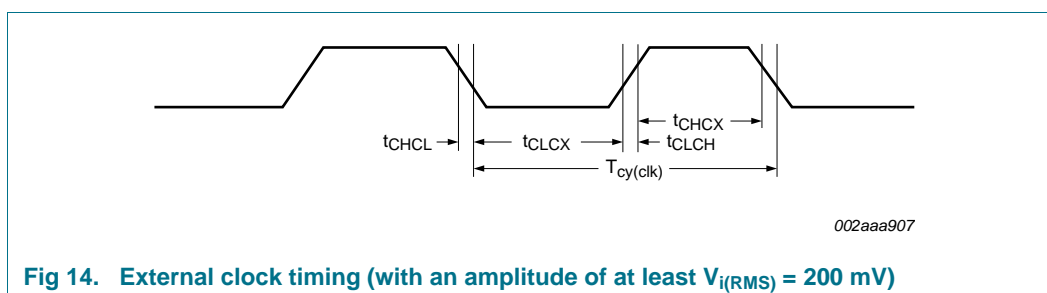 tCHCX
tCHCL
tCLCX
tCLCH
Tcy(clk)
002aaa907
Fig 14. External clock timing (with an amplitude of at least Vi(RMS) = 200 mV)